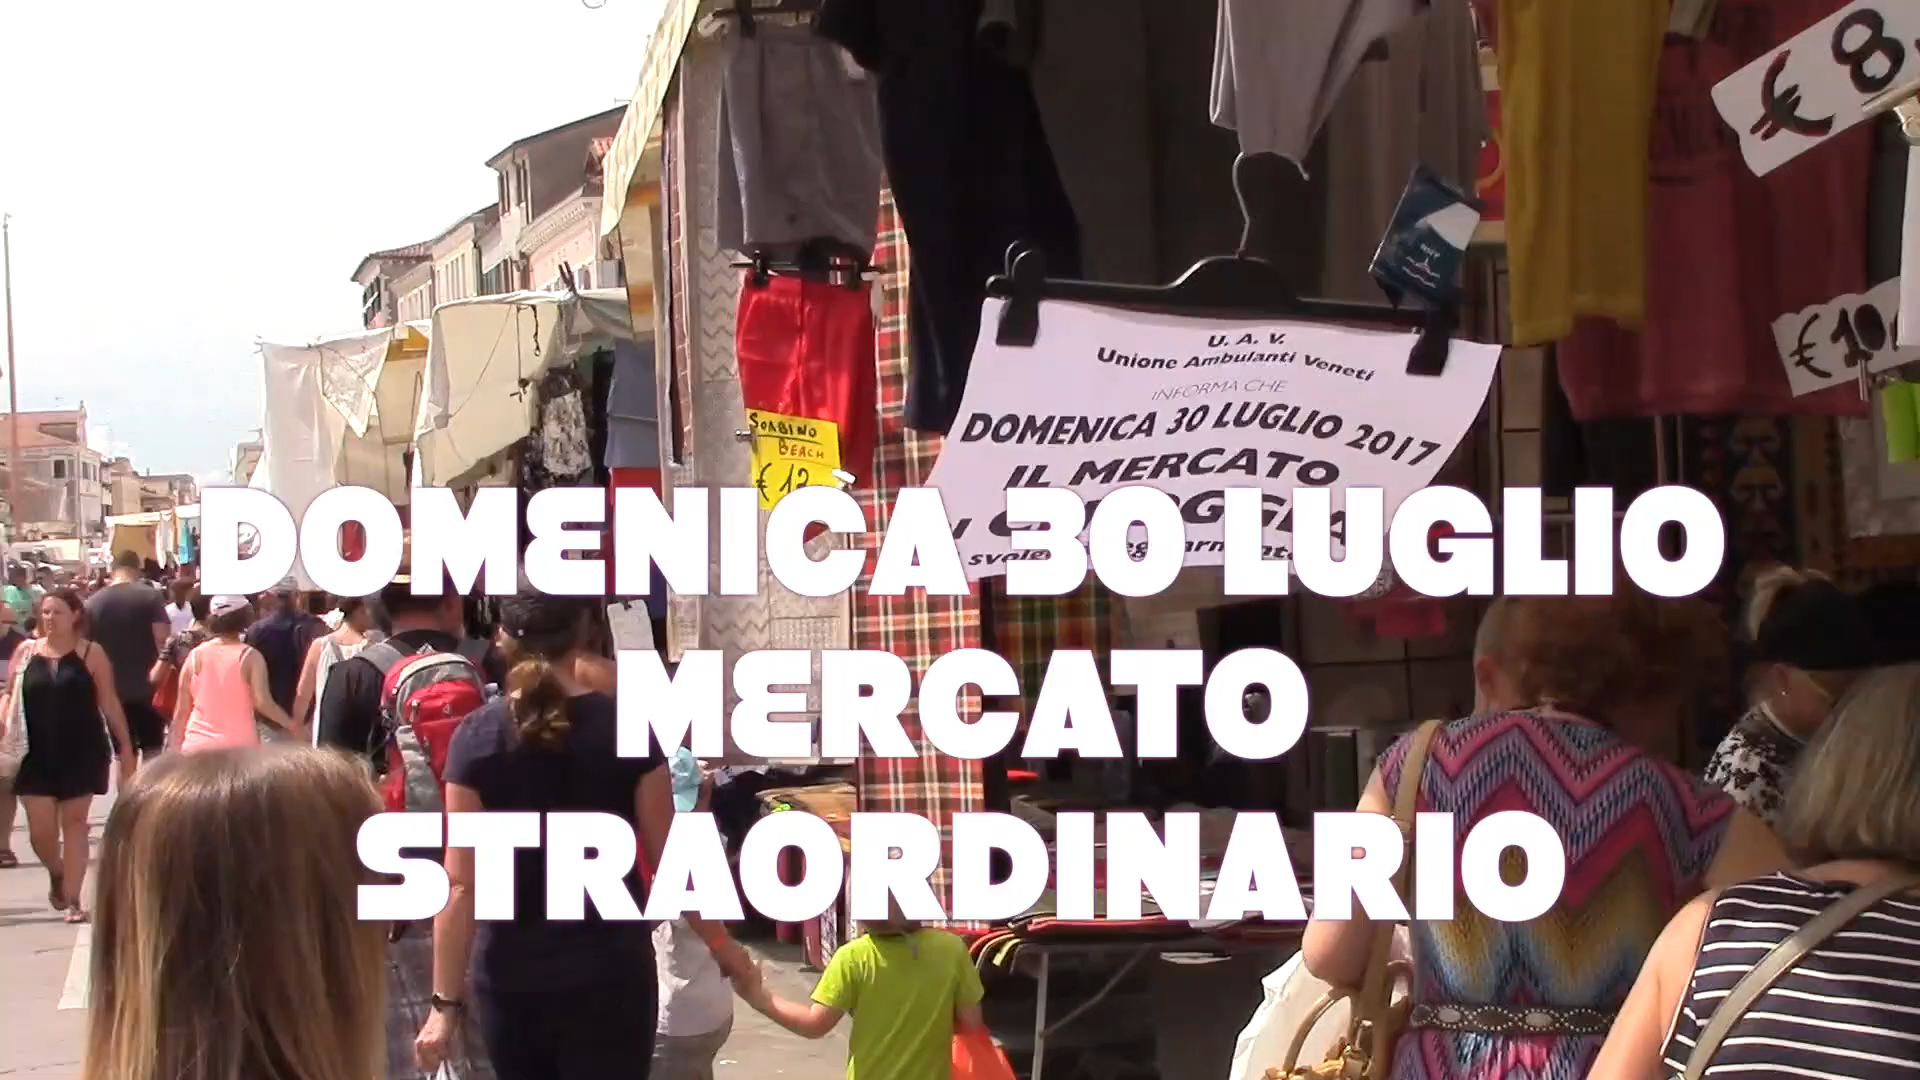 € 8
U. A. V.
Unione Ambulanti Veneti
INFORMA CHE
DOMENICA 30 LUGLIO 2017
IL MERCATO
€ 10
SORBINO
BEACH
€ 12
DOMENICA 30 LUGLIO
MERCATO
STRAORDINARIO